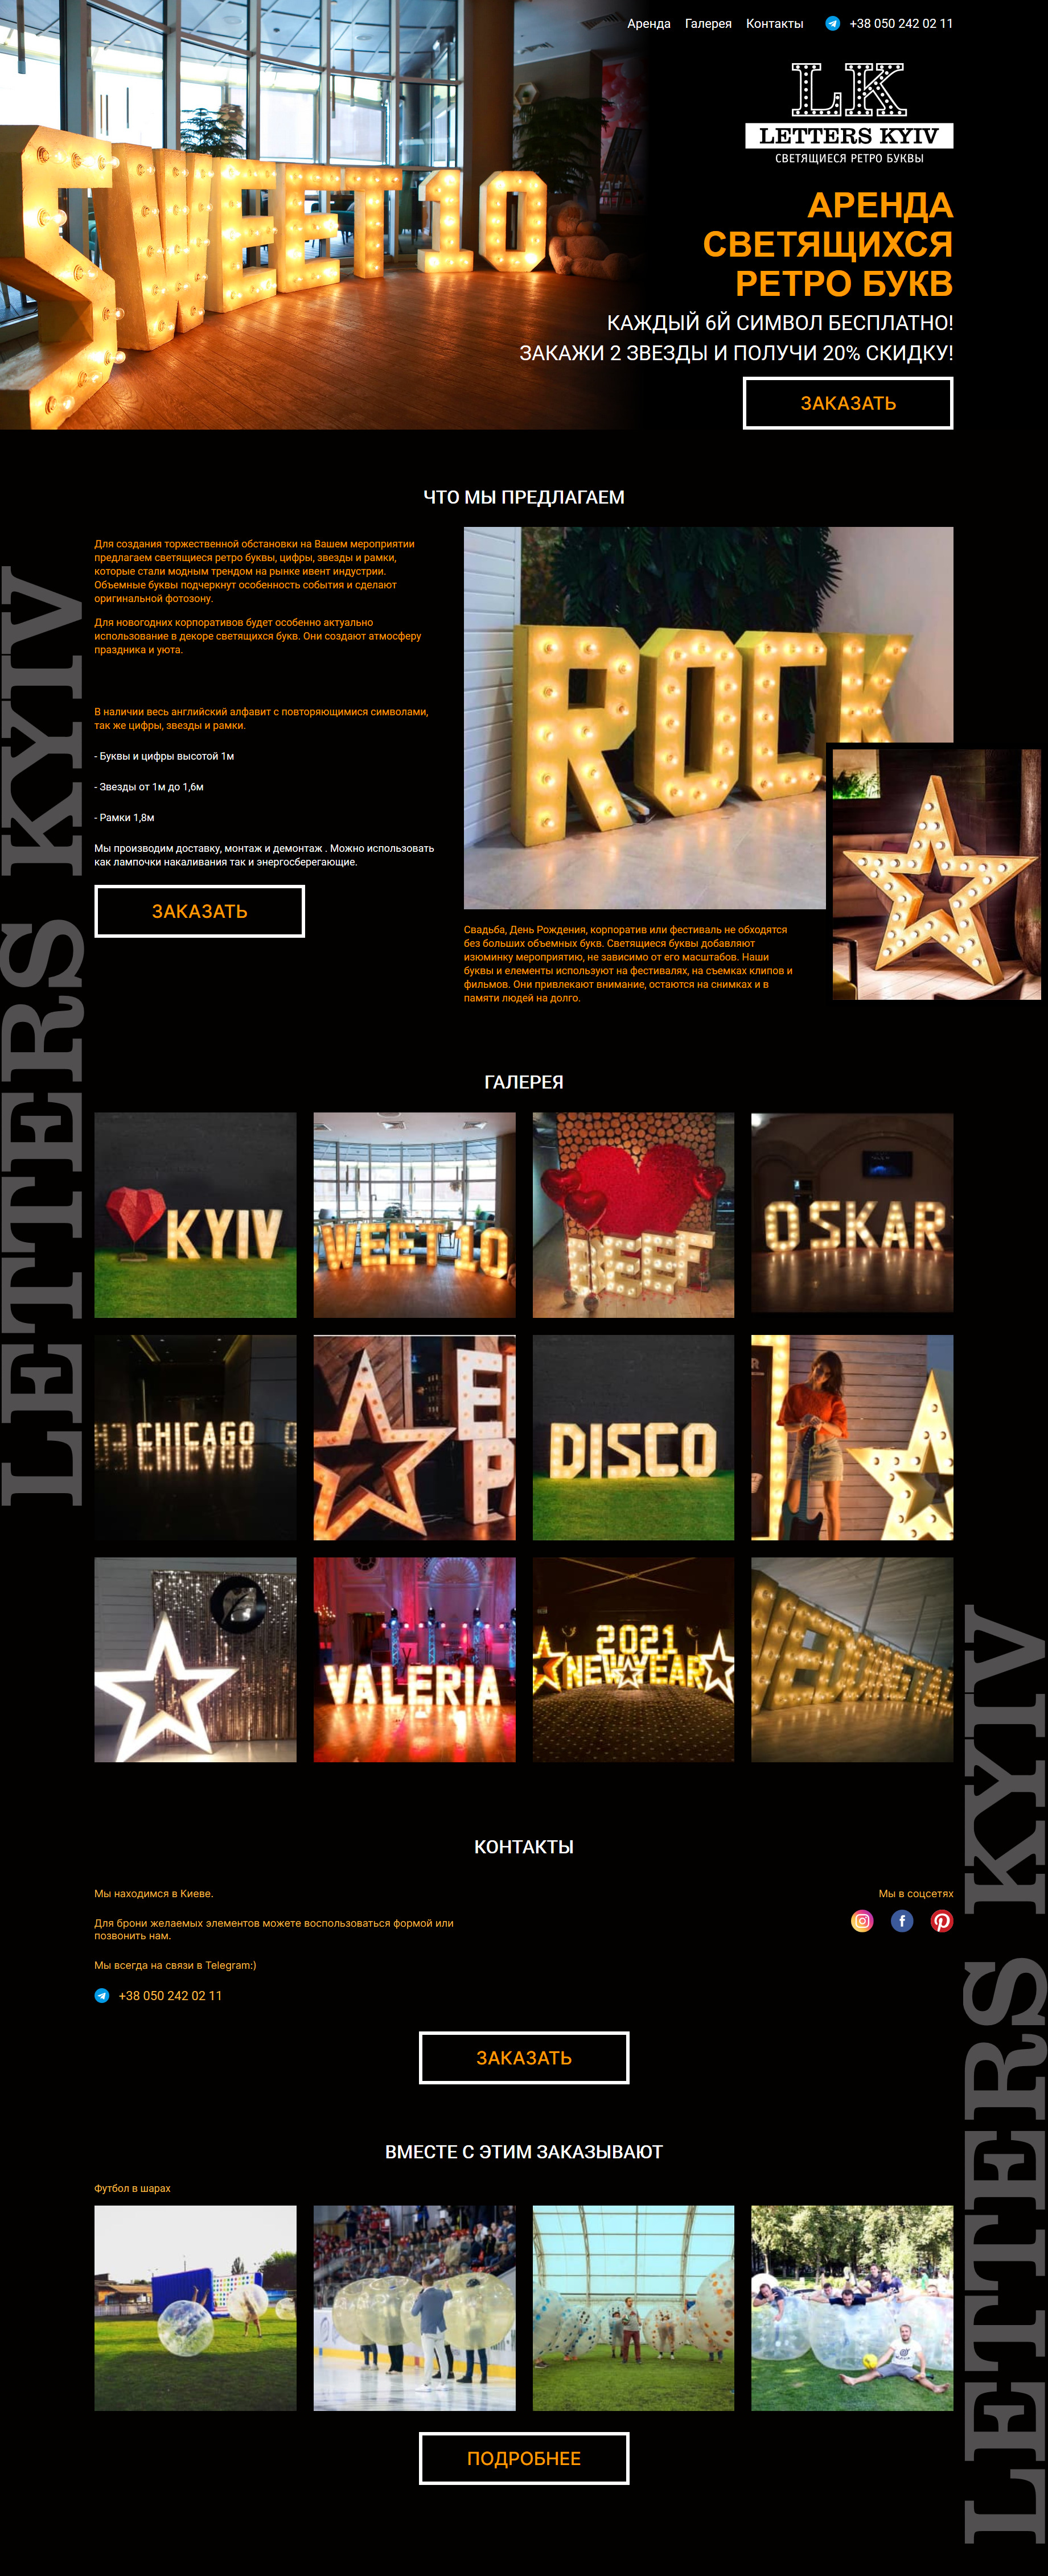 Аренда Галерея Контакты +38 050 242 02 11
LK
LETTERS KYIV
СВЕТЯЩИЕСЯ РЕТРО БУКВЫ
SWEET 10
АРЕНДА
СВЕТЯЩИХСЯ
РЕТРО БУКВ
КАЖДЫЙ 6Й СИМВОЛ БЕСПЛАТНО!
ЗАКАЖИ 2 ЗВЕЗДЫ И ПОЛУЧИ 20% СКИДКУ!
ЗАКАЗАТЬ
ЧТО МЫ ПРЕДЛАГАЕМ
Для создания торжественной обстановки на Вашем мероприятии
предлагаем светящиеся ретро буквы, цифры, звезды и рамки,
которые стали модным трендом на рынке ивент индустрии.
Объемные буквы подчеркнут особенность события и сделают
оригинальной фотозону.
Для новогодних корпоративов будет особенно актуально
использование в декоре светящихся букв. Они создают атмосферу
праздника и уюта.
В наличии весь английский алфавит с повторяющимися символами,
так же цифры, звезды и рамки.
- Буквы и цифры высотой 1м
- Звезды от 1м до 1,6м
- Рамки 1,8м
Мы производим доставку, монтаж и демонтаж . Можно использовать
как лампочки накаливания так и энергосберегающие.
ЗАКАЗАТЬ
ROCK
Свадьба, День Рождения, корпоратив или фестиваль не обходятся
без больших объемных букв. Светящиеся буквы добавляют
изюминку мероприятию, не зависимо от его масштабов. Наши
буквы и елементы используют на фестивалях, на съемках клипов и
фильмов. Они привлекают внимание, остаются на снимках и в
памяти людей на долго.
LETTERS KYIV
ГАЛЕРЕЯ
KYIV
WEET 10
BEEF
OSKAR
CHICAGO
E
P
DISCO
VALERIA
2021
NEW YEAR
LETTERS KYIV
КОНТАКТЫ
Мы находимся в Киеве.
Для брони желаемых элементов можете воспользоваться формой или
позвонить нам.
Мы всегда на связи в Telegram:)
+38 050 242 02 11
Мы в соцсетях
ЗАКАЗАТЬ
ВМЕСТЕ С ЭТИМ ЗАКАЗЫВАЮТ
Футбол в шарах
ПОДРОБНЕЕ